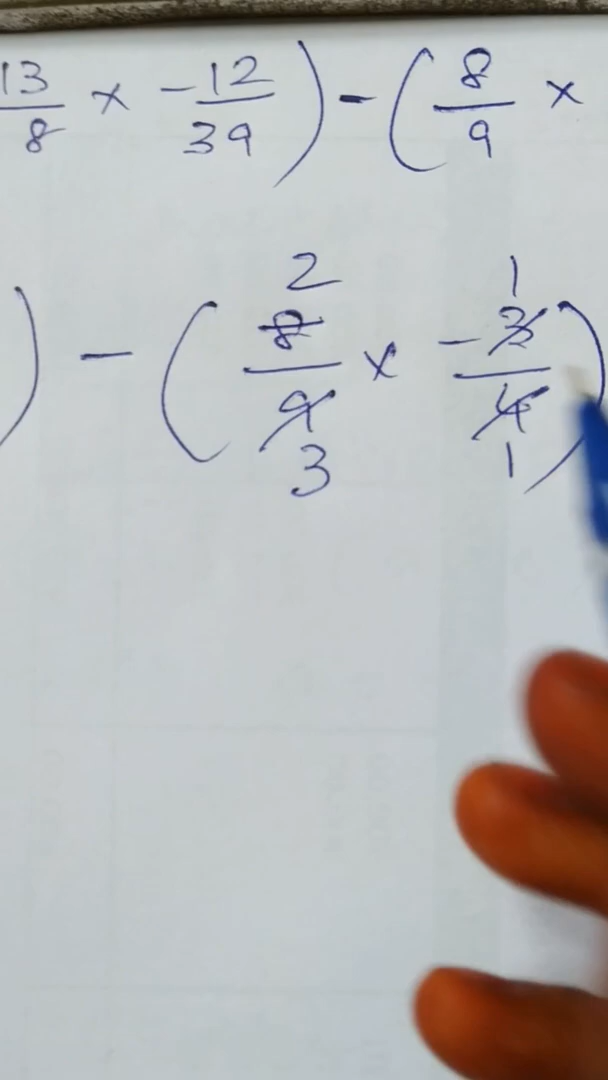 13/8 × -12/39) - (8/9 ×
) - (8/9 × -3/4)
2 1
3 1